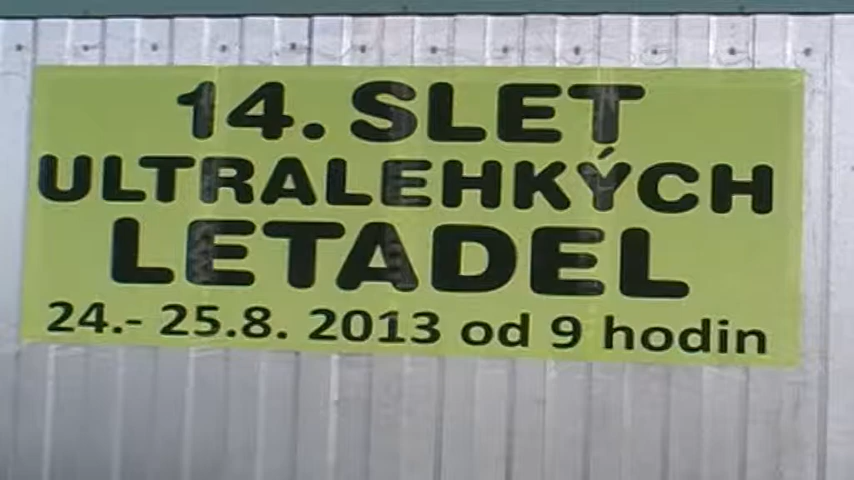 14. SLET
ULTRALEHKÝCH
LETADEL
24.- 25.8. 2013 od 9 hodin